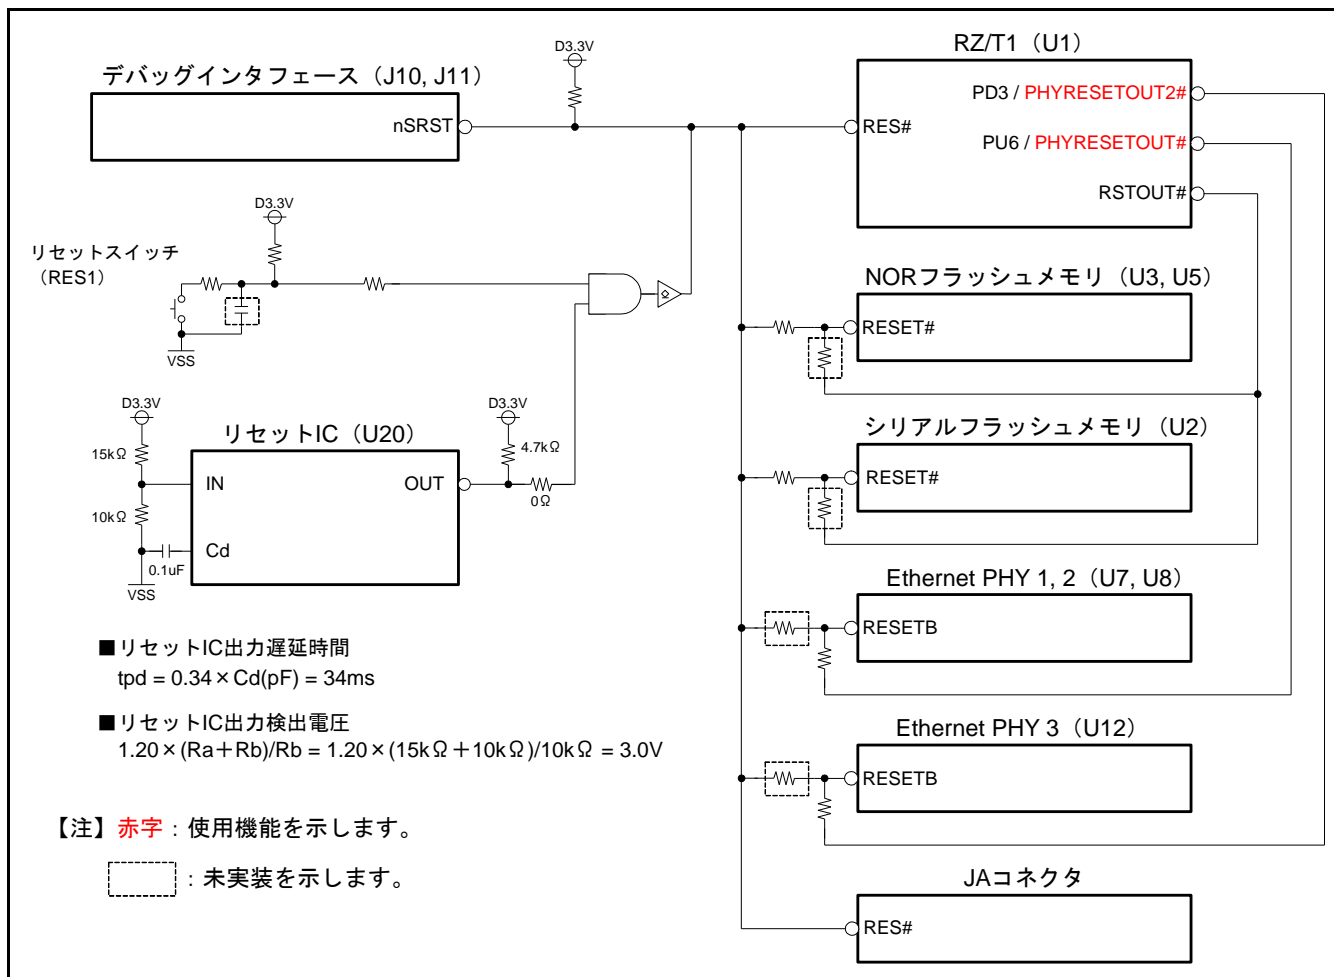 D3.3V
デバッグインタフェース（J10, J11）
nSRST
RZ/T1（U1）
PD3 / PHYRESETOUT2#
RES#
PU6 / PHYRESETOUT#
RSTOUT#
D3.3V
リセットスイッチ
（RES1）
VSS
NORフラッシュメモリ（U3, U5）
RESET#
D3.3V
15kΩ
10kΩ
0.1uF
VSS
リセットIC（U20）
IN
OUT
Cd
D3.3V
4.7kΩ
0Ω
シリアルフラッシュメモリ（U2）
RESET#
Ethernet PHY 1, 2（U7, U8）
RESETB
■リセットIC出力遅延時間
tpd = 0.34×Cd(pF) = 34ms
■リセットIC出力検出電圧
1.20×(Ra＋Rb)/Rb = 1.20×(15kΩ＋10kΩ)/10kΩ = 3.0V
Ethernet PHY 3（U12）
RESETB
【注】赤字：使用機能を示します。
：未実装を示します。
JAコネクタ
RES#